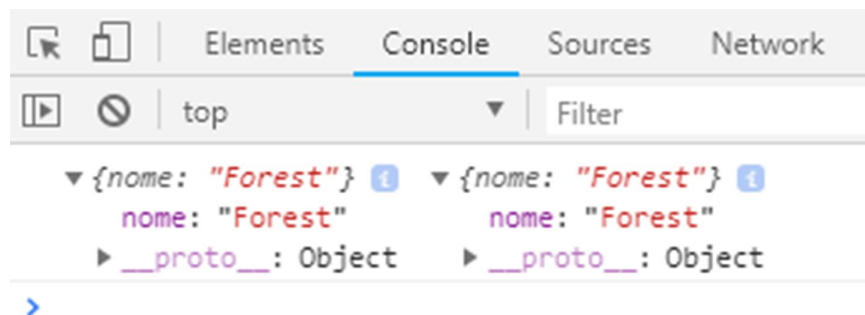 Elements Console Sources Network
top Filter
{nome: "Forest"} i {nome: "Forest"} i
nome: "Forest" nome: "Forest"
__proto__: Object __proto__: Object